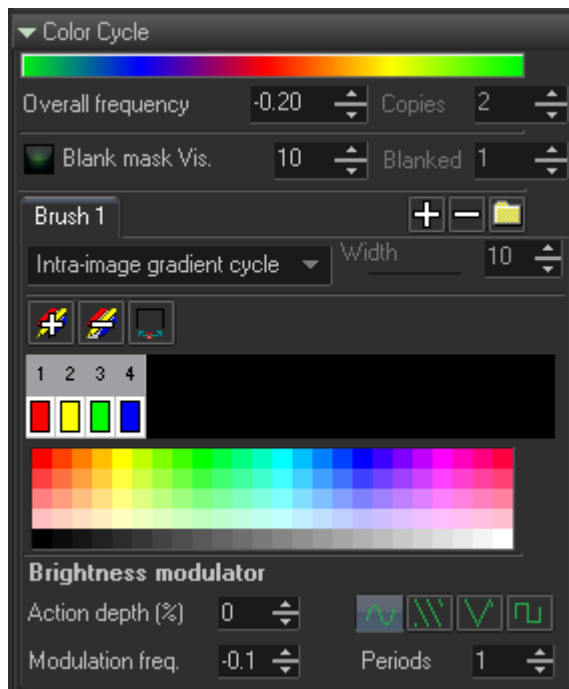 Color Cycle
Overall frequency -0.20 Copies 2
Blank mask Vis. 10 Blanked 1
Brush 1
Intra-image gradient cycle Width 10
1 2 3 4
Brightness modulator
Action depth (%) 0
Modulation freq. -0.1 Periods 1